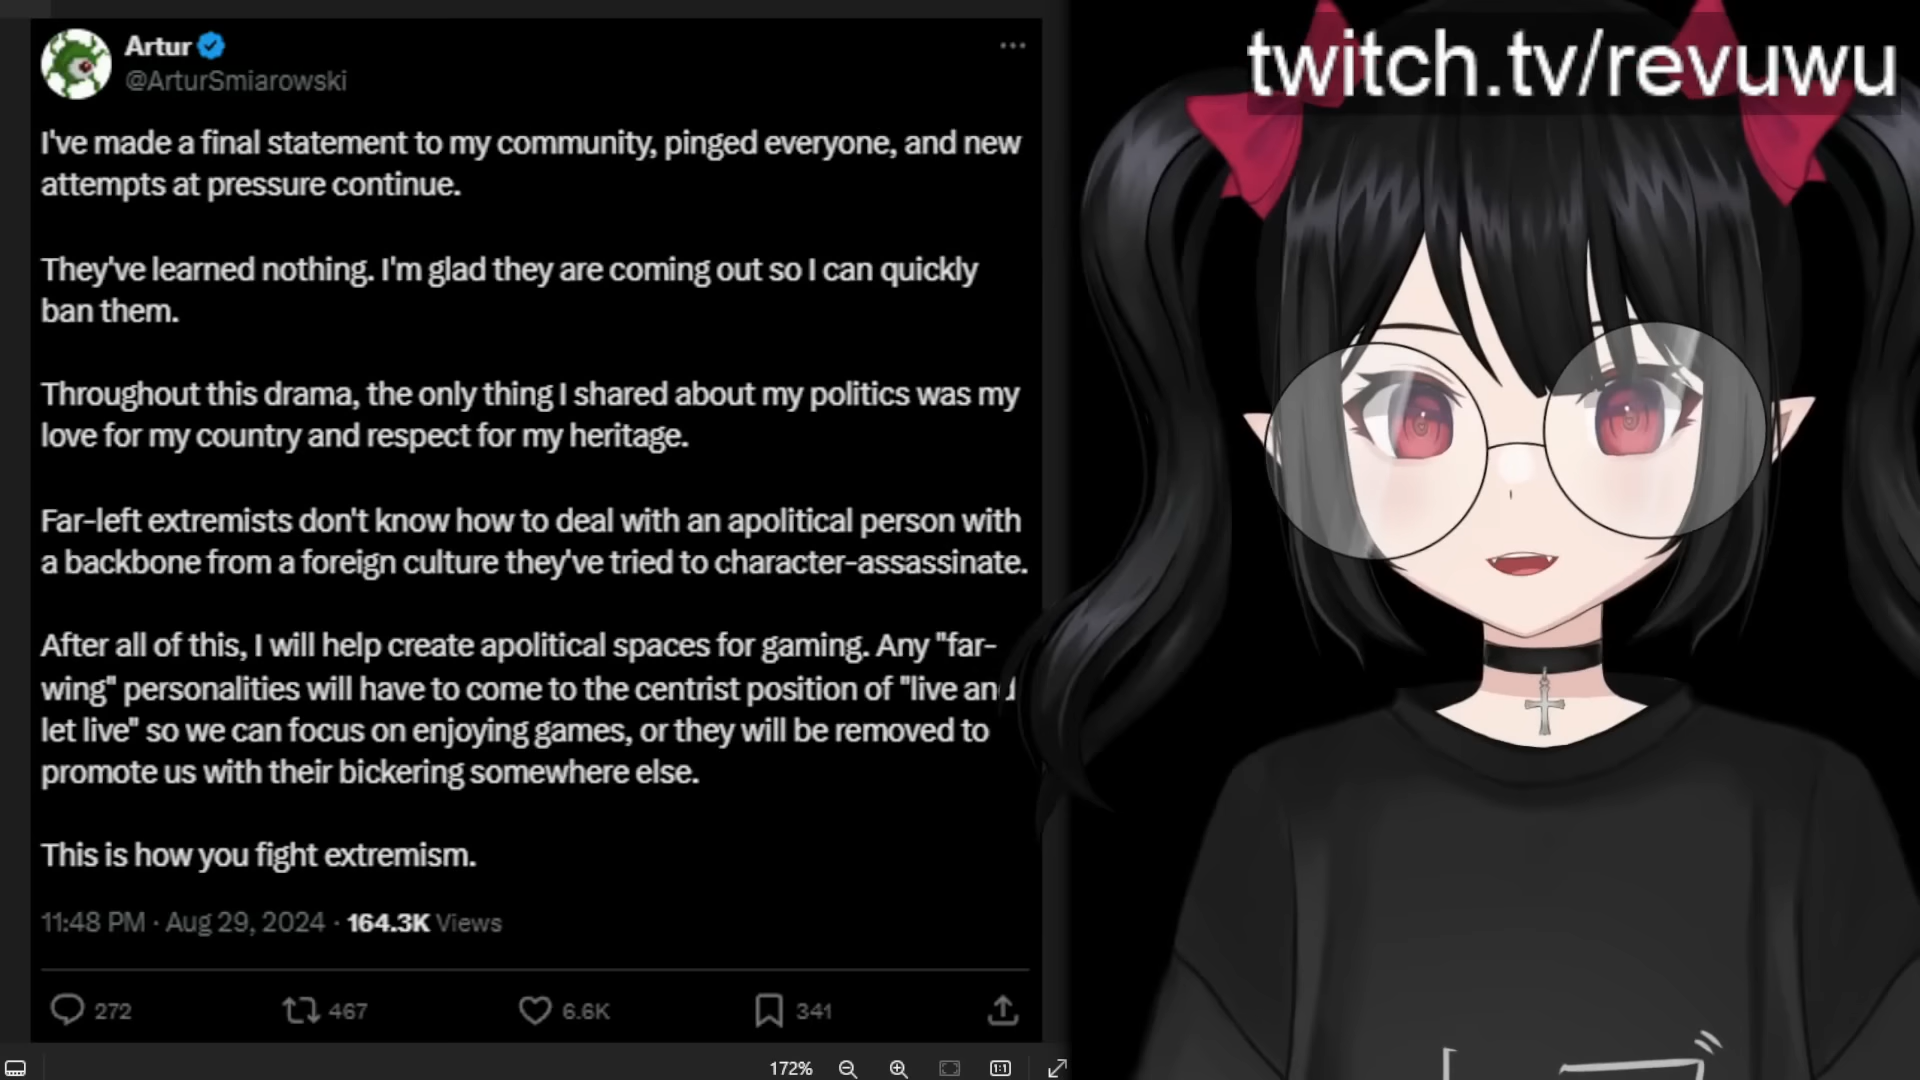 Artur
@ArturSmiarowski
I've made a final statement to my community, pinged everyone, and new
attempts at pressure continue.
They've learned nothing. I'm glad they are coming out so I can quickly
ban them.
Throughout this drama, the only thing I shared about my politics was my
love for my country and respect for my heritage.
Far-left extremists don't know how to deal with an apolitical person with
a backbone from a foreign culture they've tried to character-assassinate.
After all of this, I will help create apolitical spaces for gaming. Any "far-
wing" personalities will have to come to the centrist position of "live and
let live" so we can focus on enjoying games, or they will be removed to
promote us with their bickering somewhere else.
This is how you fight extremism.
11:48 PM · Aug 29, 2024 · 164.3K Views
272 467 6.6K 341
172% 1:1
twitch.tv/revuwu